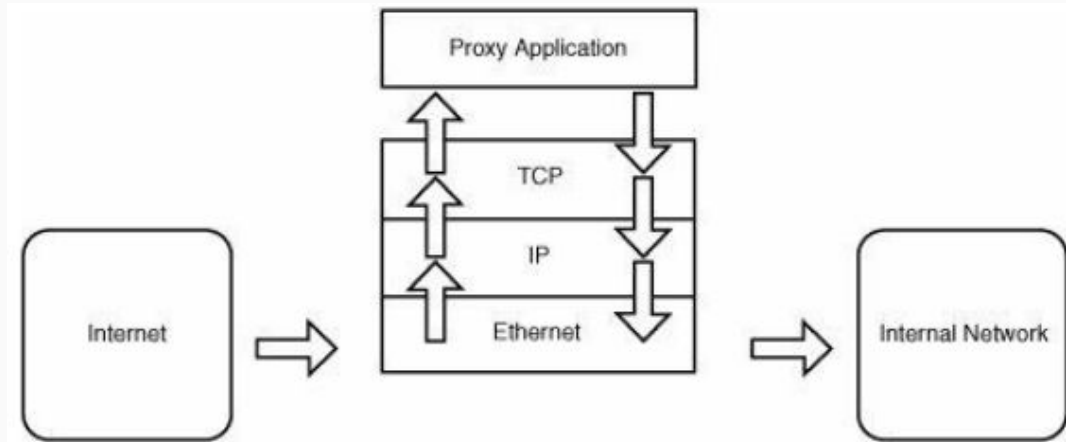 Proxy Application
TCP
IP
Ethernet
Internet
Internal Network